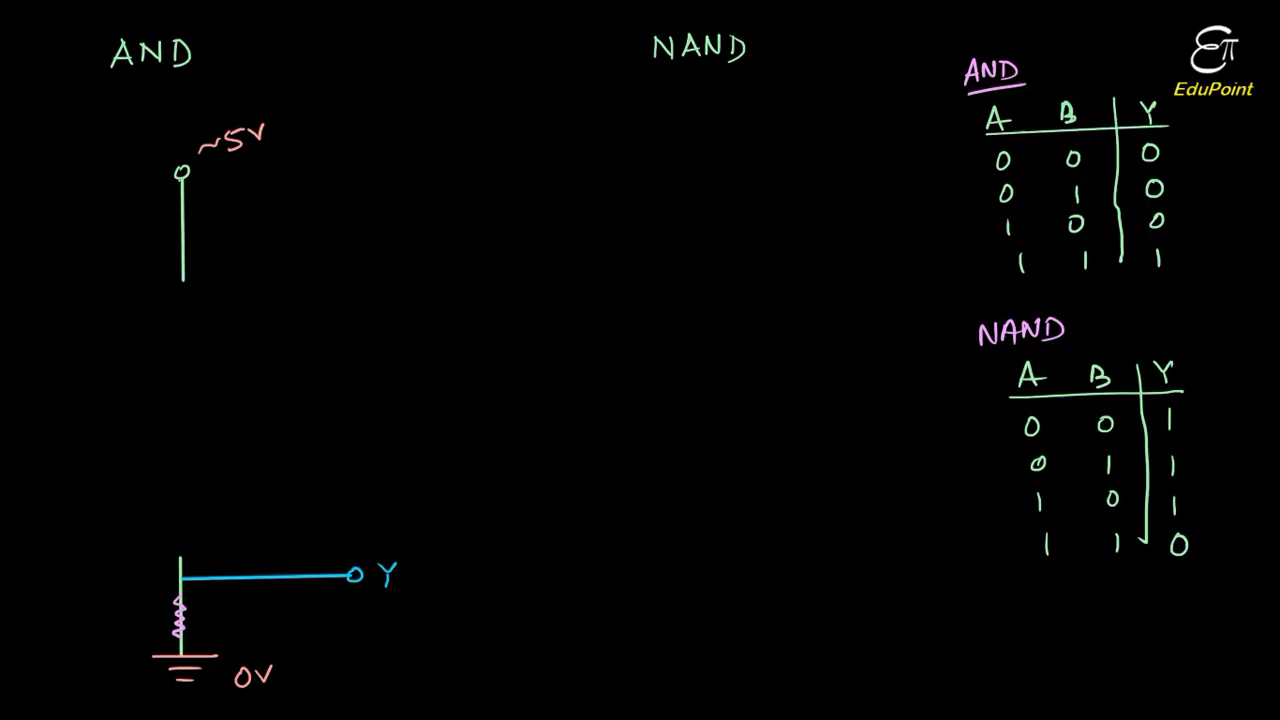 AND
NAND
~5V
Y
0V
AND
A B Y
0 0 0
0 1 0
1 0 0
1 1 1
NAND
A B Y
0 0 1
0 1 1
1 0 1
1 1 0
επ
EduPoint